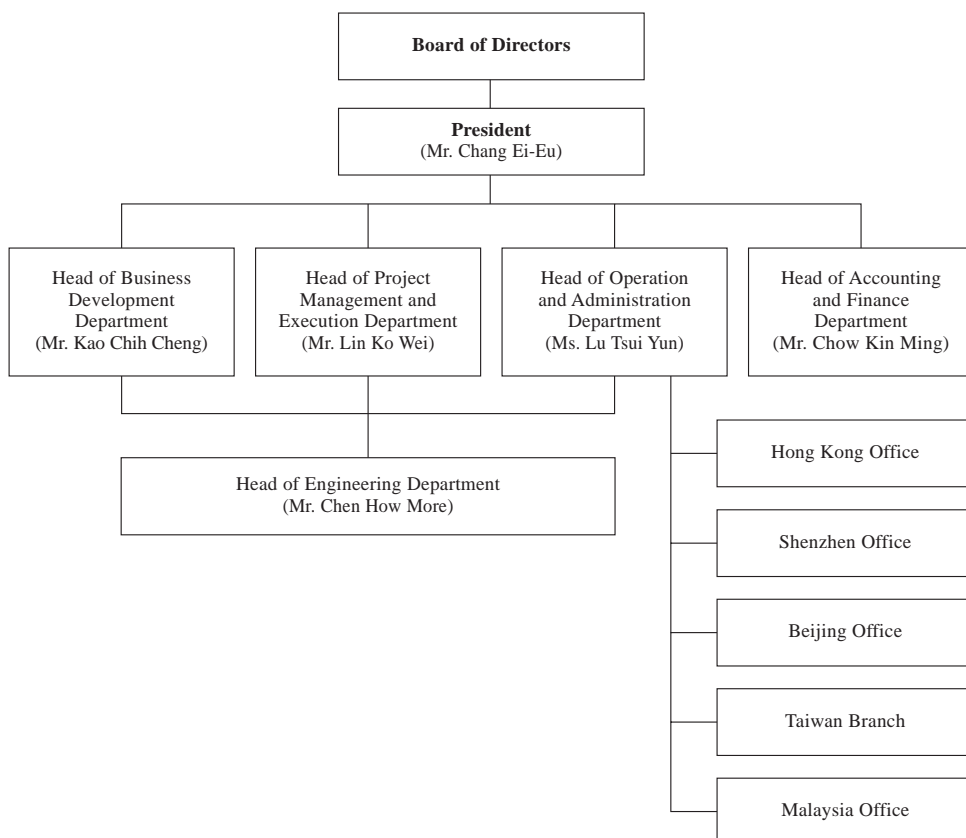 Board of Directors
President
(Mr. Chang Ei-Eu)
Head of Business
Development
Department
(Mr. Kao Chih Cheng)
Head of Project
Management and
Execution Department
(Mr. Lin Ko Wei)
Head of Operation
and Administration
Department
(Ms. Lu Tsui Yun)
Head of Accounting
and Finance
Department
(Mr. Chow Kin Ming)
Head of Engineering Department
(Mr. Chen How More)
Hong Kong Office
Shenzhen Office
Beijing Office
Taiwan Branch
Malaysia Office